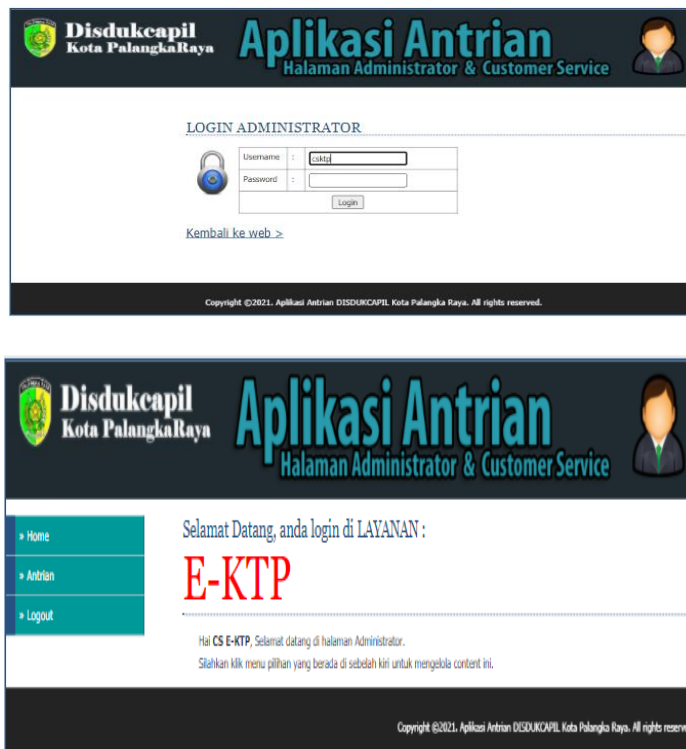 Disdukcapil
Kota PalangkaRaya
Aplikasi Antrian
Halaman Administrator & Customer Service
LOGIN ADMINISTRATOR
Username : csktp
Password :
Login
Kembali ke web >
Copyright ©2021. Aplikasi Antrian DISDUKCAPIL Kota Palangka Raya. All rights reserved.
Disdukcapil
Kota PalangkaRaya
Aplikasi Antrian
Halaman Administrator & Customer Service
» Home
» Antrian
» Logout
Selamat Datang, anda login di LAYANAN :
E-KTP
Hai CS E-KTP, Selamat datang di halaman Administrator.
Silahkan klik menu pilihan yang berada di sebelah kiri untuk mengelola content ini.
Copyright ©2021. Aplikasi Antrian DISDUKCAPIL Kota Palangka Raya. All rights reserve